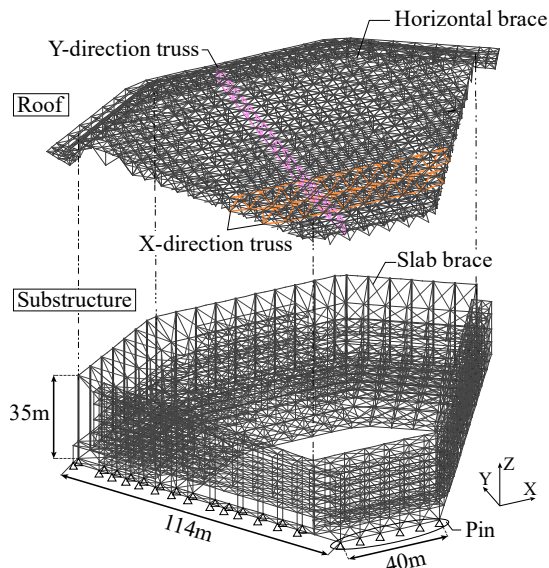 Horizontal brace
Y-direction truss
Roof
X-direction truss
Slab brace
Substructure
35m
Z
Y
X
114m
Pin
40m